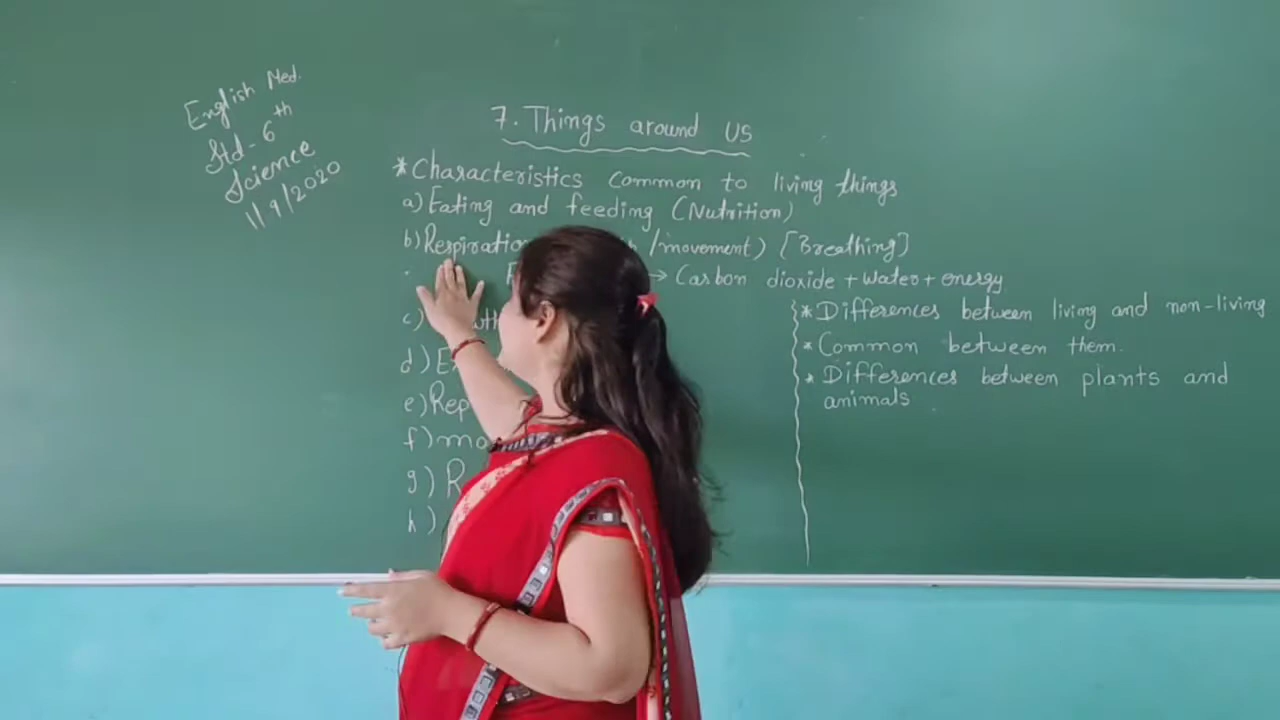 English Med.
Std - 6th
Science
11/9/2020
7. Things around us
* Characteristics common to living things
a) Eating and feeding (Nutrition)
b) Respiration /movement) [Breathing]
→ Carbon dioxide + water + energy
c)
d)
e)
f)
g)
h)
* Differences between living and non-living
* Common between them.
* Differences between plants and
animals